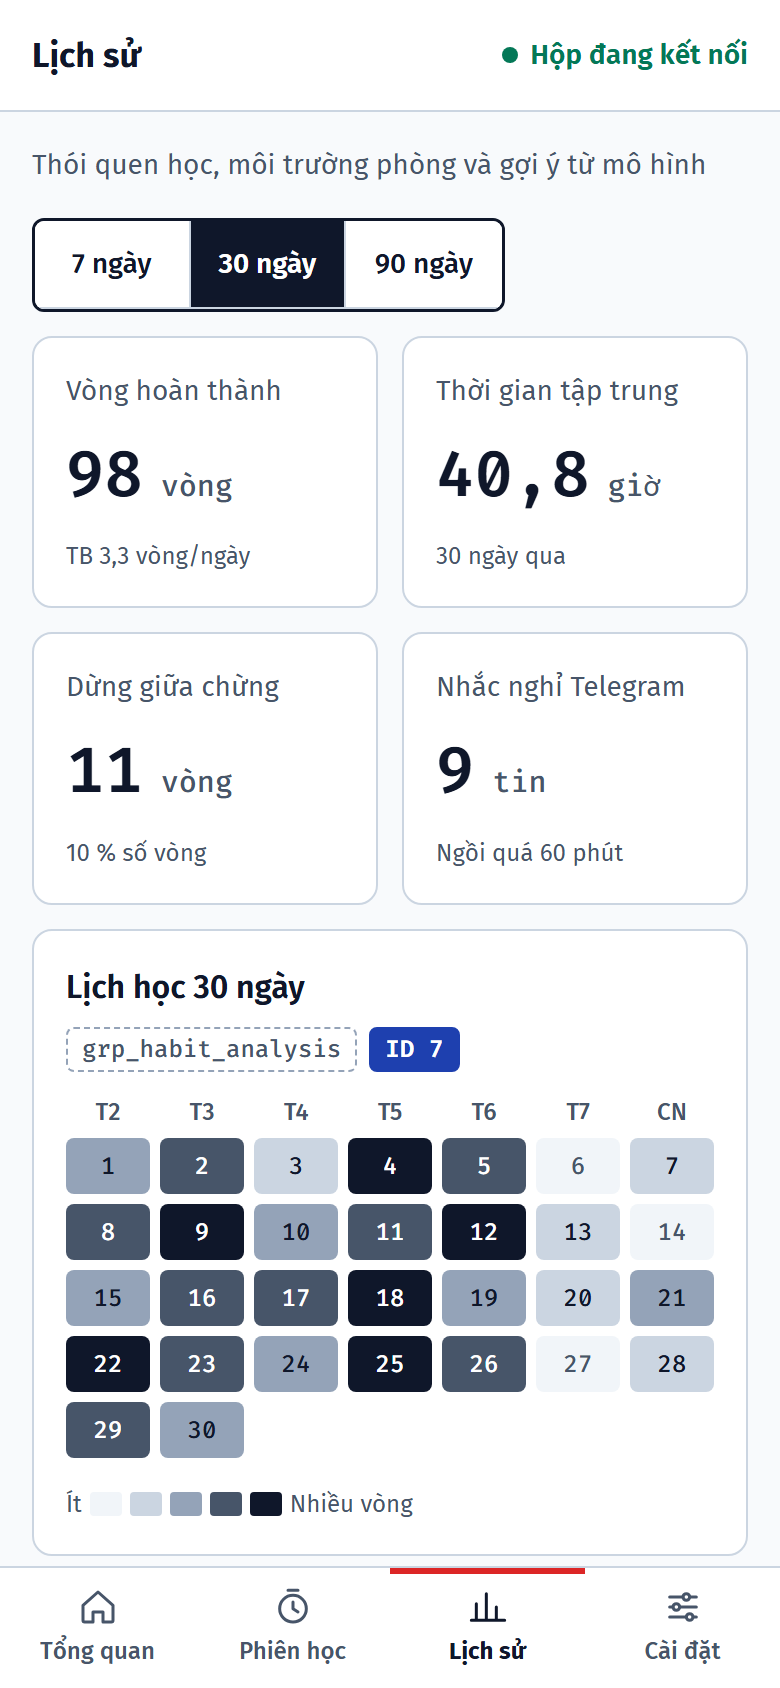 Lịch sử
Hộp đang kết nối
Thói quen học, môi trường phòng và gợi ý từ mô hình
7 ngày 30 ngày 90 ngày
Vòng hoàn thành
98 vòng
TB 3,3 vòng/ngày
Thời gian tập trung
40,8 giờ
30 ngày qua
Dừng giữa chừng
11 vòng
10 % số vòng
Nhắc nghỉ Telegram
9 tin
Ngồi quá 60 phút
Lịch học 30 ngày
grp_habit_analysis ID 7
T2 T3 T4 T5 T6 T7 CN
1 2 3 4 5 6 7
8 9 10 11 12 13 14
15 16 17 18 19 20 21
22 23 24 25 26 27 28
29 30
Ít Nhiều vòng
Tổng quan Phiên học Lịch sử Cài đặt